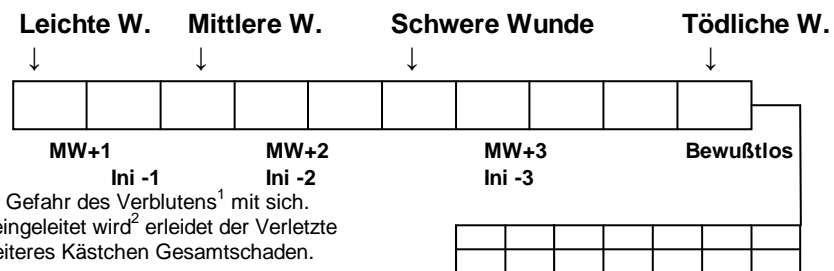 Leichte W. Mittlere W. Schwere Wunde Tödliche W.
↓ ↓ ↓ ↓
MW+1 MW+2 MW+3 Bewußtlos
Ini -1 Ini -2 Ini -3
Gefahr des Verblutens¹ mit sich.
eingeleitet wird² erleidet der Verletzte
eiteres Kästchen Gesamtschaden.